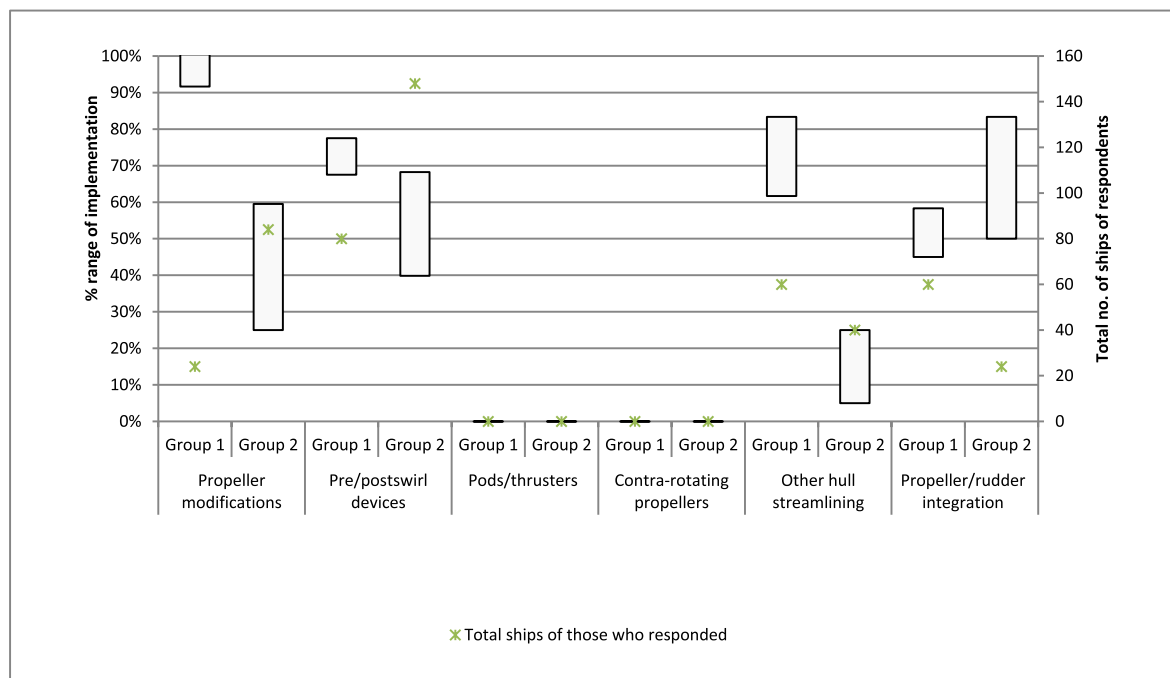 100%
90%
80%
70%
60%
50%
40%
30%
20%
10%
0%
% range of implementation
160
140
120
100
80
60
40
20
0
Total no. of ships of respondents
Group 1 Group 2 Group 1 Group 2 Group 1 Group 2 Group 1 Group 2 Group 1 Group 2 Group 1 Group 2
Propeller
modifications
Pre/postswirl
devices
Pods/thrusters
Contra-rotating
propellers
Other hull
streamlining
Propeller/rudder
integration
Total ships of those who responded